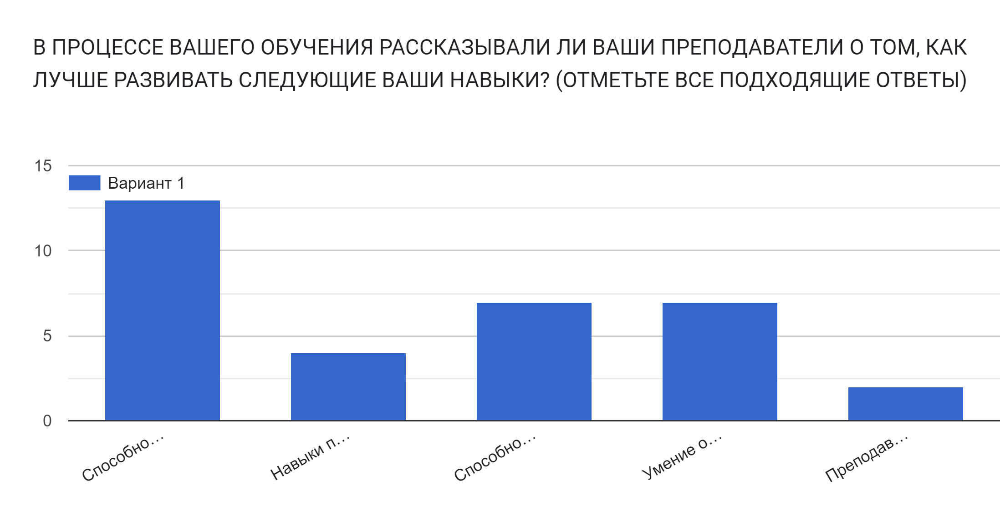 В ПРОЦЕССЕ ВАШЕГО ОБУЧЕНИЯ РАССКАЗЫВАЛИ ЛИ ВАШИ ПРЕПОДАВАТЕЛИ О ТОМ, КАК
ЛУЧШЕ РАЗВИВАТЬ СЛЕДУЮЩИЕ ВАШИ НАВЫКИ? (ОТМЕТЬТЕ ВСЕ ПОДХОДЯЩИЕ ОТВЕТЫ)
15
Вариант 1
10
5
0
Способно…
Навыки п…
Способно…
Умение о…
Преподав…